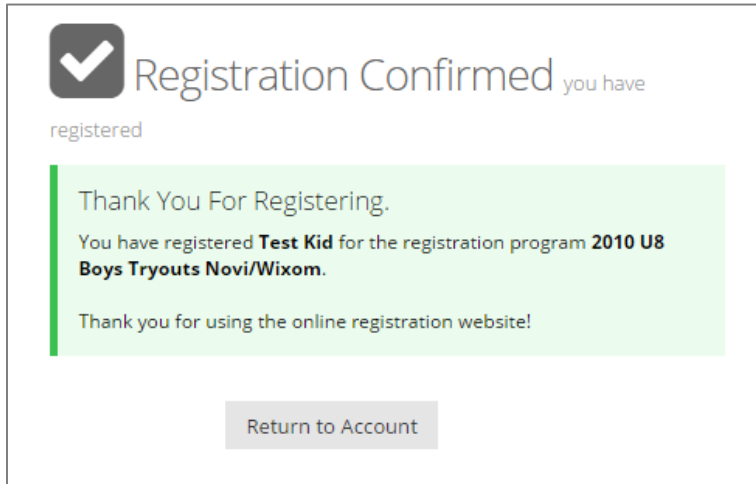 Registration Confirmed you have
registered
Thank You For Registering.
You have registered Test Kid for the registration program 2010 U8
Boys Tryouts Novi/Wixom.
Thank you for using the online registration website!
Return to Account